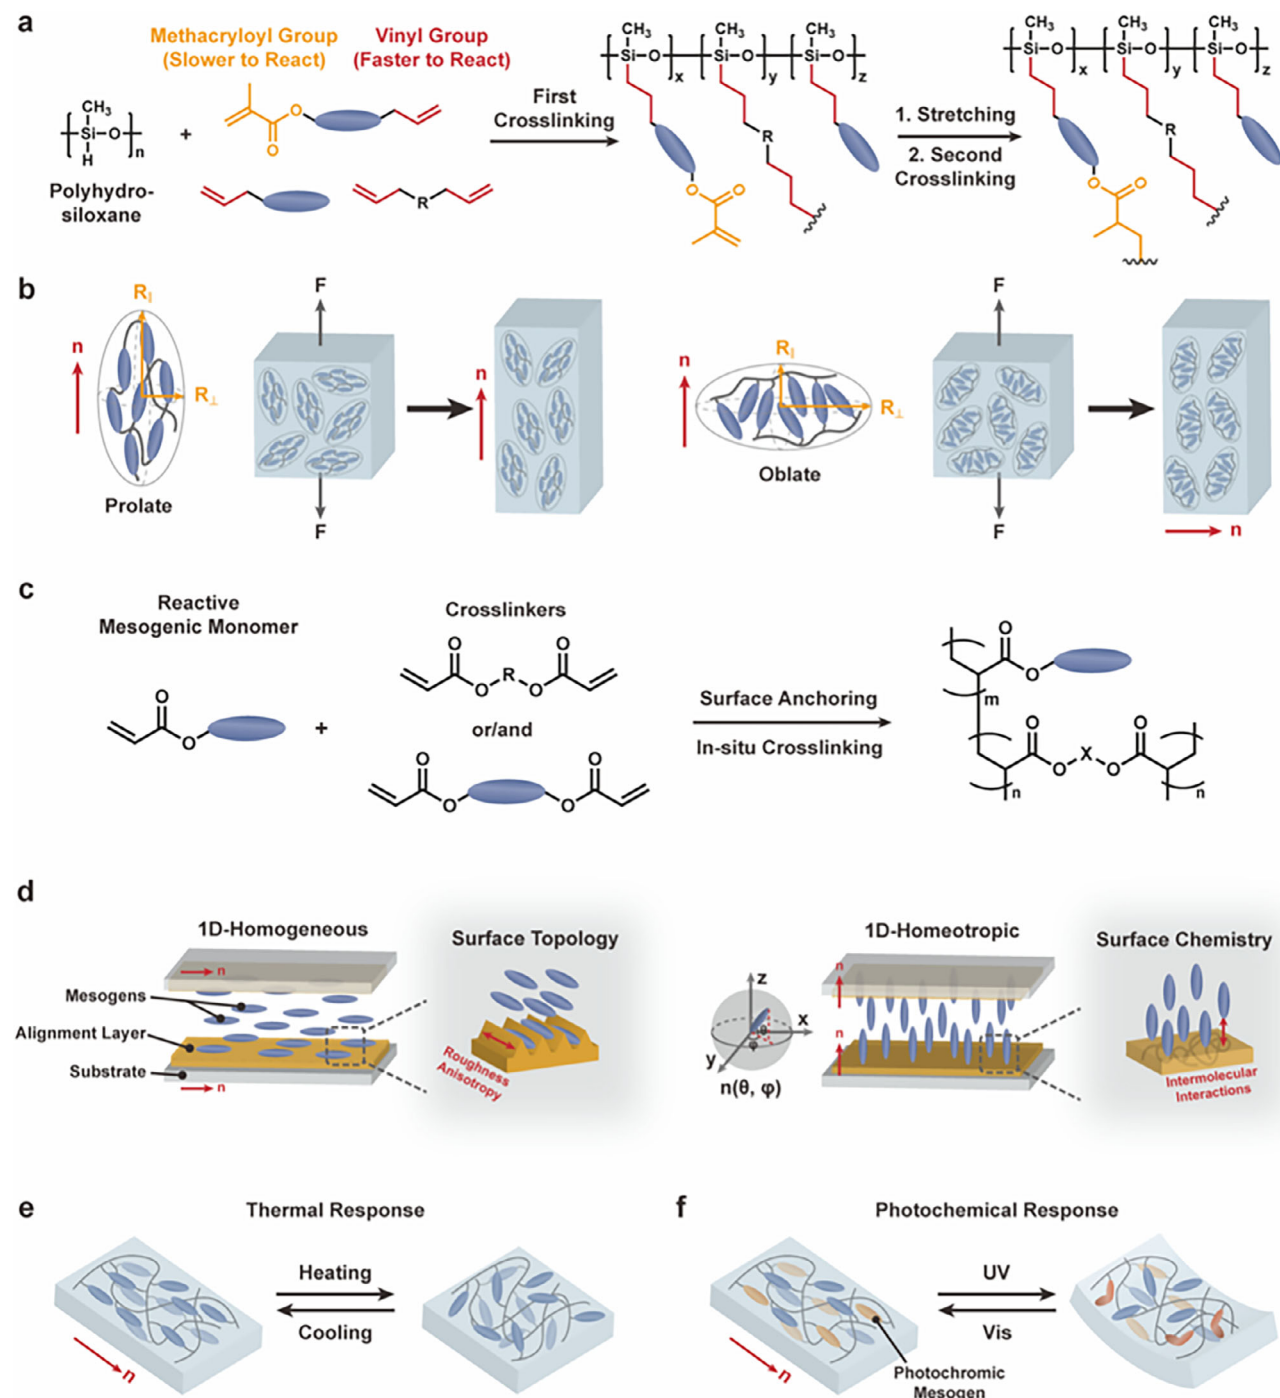 a
Methacryloyl Group
(Slower to React)
Vinyl Group
(Faster to React)
CH₃
Si
O
H
n
Polyhydro-
siloxane
+
O
O
R
First
Crosslinking
CH₃ CH₃ CH₃
Si—O Si—O Si—O
x y z
R
O
O
1. Stretching
2. Second
Crosslinking
CH₃ CH₃ CH₃
Si—O Si—O Si—O
x y z
R
O
O
b
R∥
n
R⊥
Prolate
F
F
n
R∥
n
R⊥
Oblate
F
F
n
c
Reactive
Mesogenic Monomer
O
O
+
Crosslinkers
O O
O R O
or/and
O O
O O
Surface Anchoring
In-situ Crosslinking
O
O
m
O O
O X O
n n
d
1D-Homogeneous
n
Mesogens
Alignment Layer
Substrate
n
Surface Topology
Roughness
Anisotropy
z
x
y
θ
φ
n(θ, φ)
1D-Homeotropic
n
n
Surface Chemistry
Intermolecular
Interactions
e
Thermal Response
Heating
Cooling
n
f
Photochemical Response
UV
Vis
n
Photochromic
Mesogen